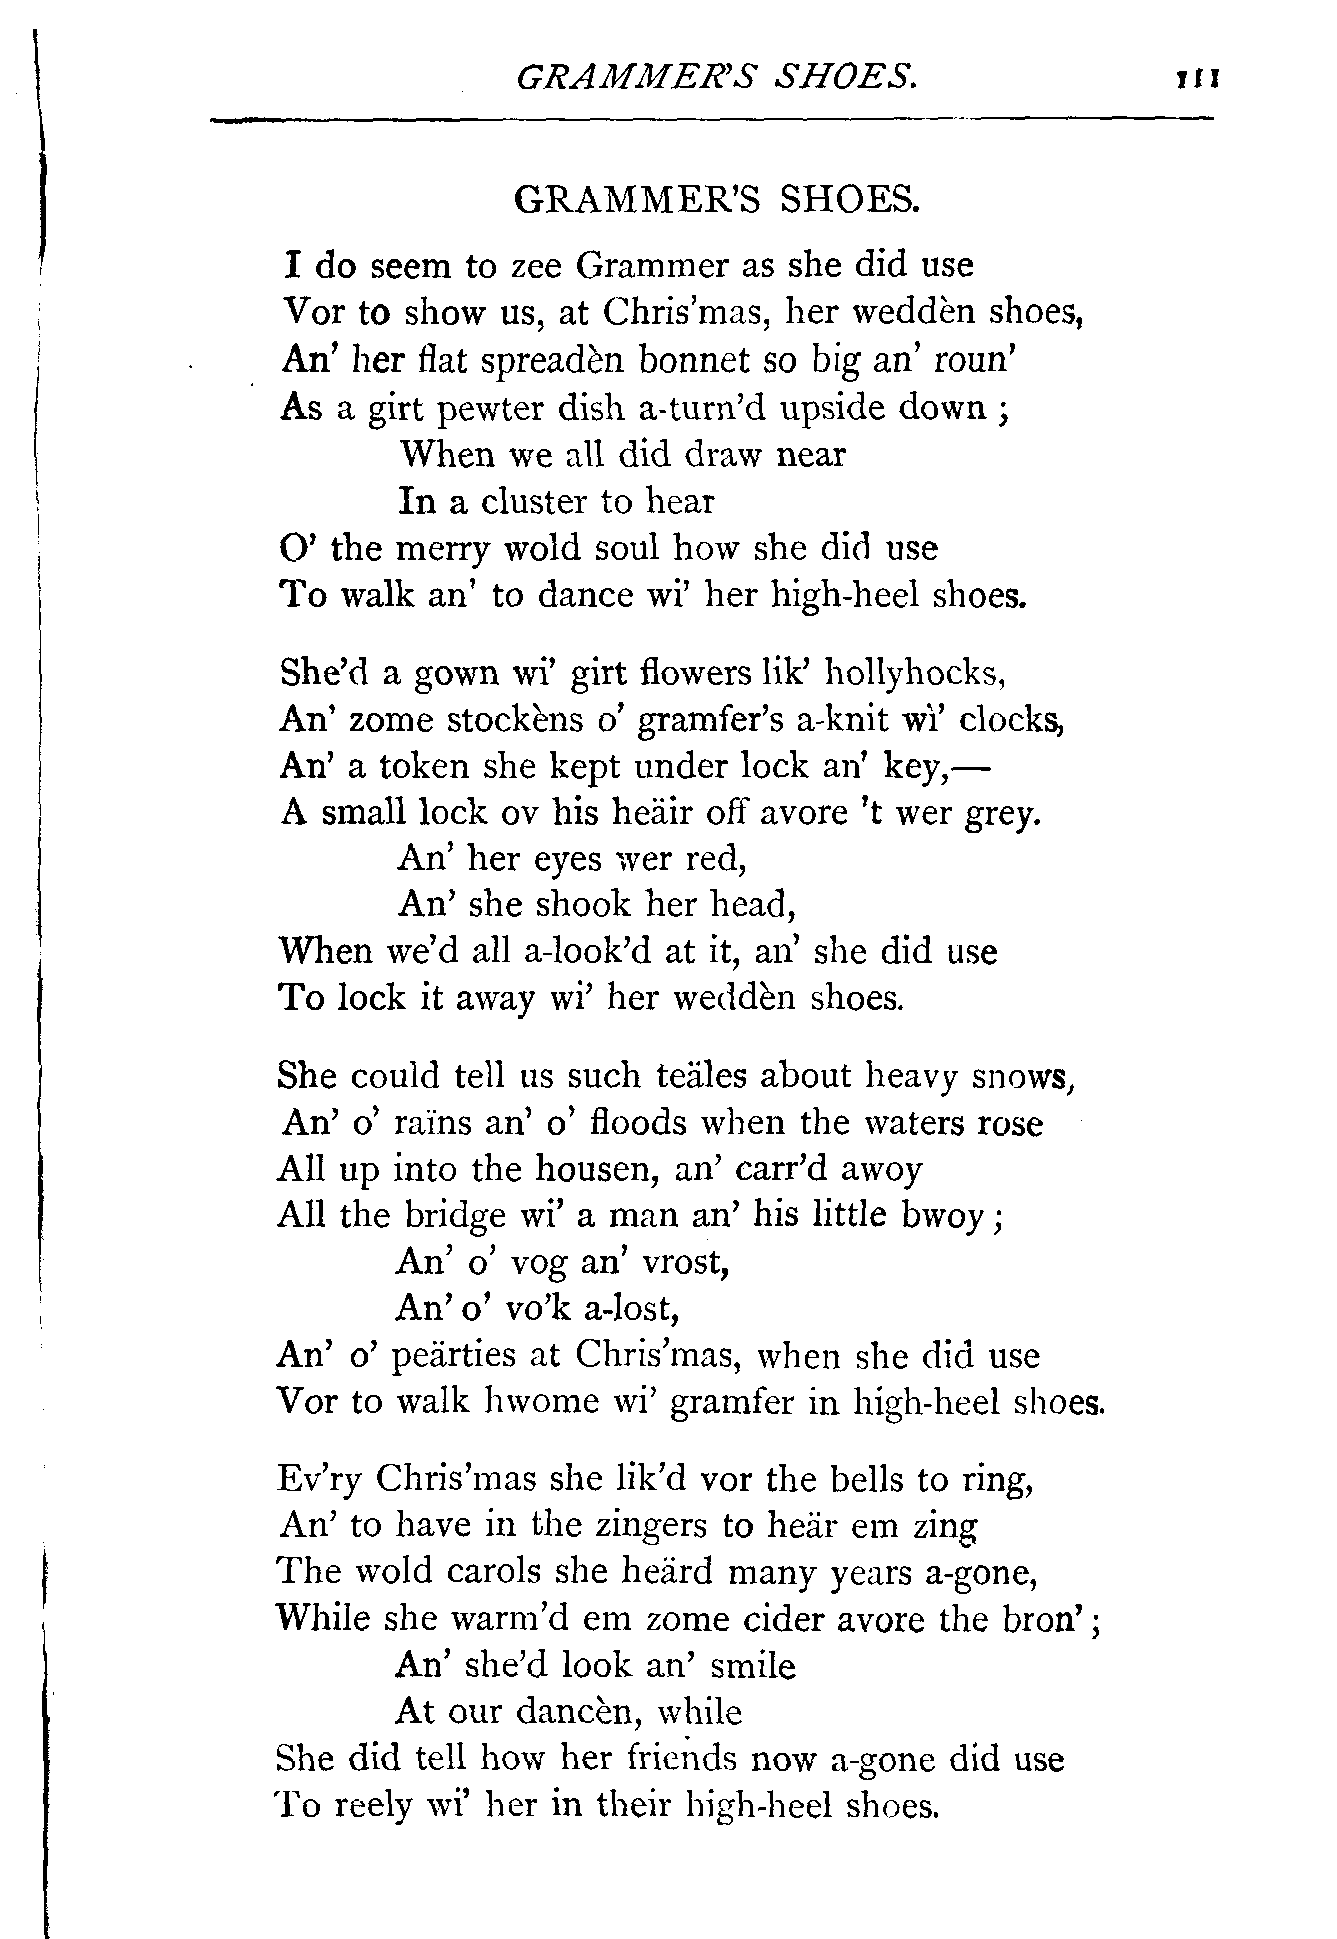 GRAMMER'S SHOES. 111
GRAMMER'S SHOES.
I do seem to zee Grammer as she did use
Vor to show us, at Chris'mas, her weddèn shoes,
An' her flat spreadèn bonnet so big an' roun'
As a girt pewter dish a-turn'd upside down ;
When we all did draw near
In a cluster to hear
O' the merry wold soul how she did use
To walk an' to dance wi' her high-heel shoes.
She'd a gown wi' girt flowers lik' hollyhocks,
An' zome stockèns o' gramfer's a-knit wi' clocks,
An' a token she kept under lock an' key,—
A small lock ov his heäir off avore 't wer grey.
An' her eyes wer red,
An' she shook her head,
When we'd all a-look'd at it, an' she did use
To lock it away wi' her weddèn shoes.
She could tell us such teäles about heavy snows,
An' o' raïns an' o' floods when the waters rose
All up into the housen, an' carr'd awoy
All the bridge wi' a man an' his little bwoy ;
An' o' vog an' vrost,
An' o' vo'k a-lost,
An' o' peärties at Chris'mas, when she did use
Vor to walk hwome wi' gramfer in high-heel shoes.
Ev'ry Chris'mas she lik'd vor the bells to ring,
An' to have in the zingers to heär em zing
The wold carols she heärd many years a-gone,
While she warm'd em zome cider avore the bron' ;
An' she'd look an' smile
At our dancèn, while
She did tell how her friends now a-gone did use
To reely wi' her in their high-heel shoes.